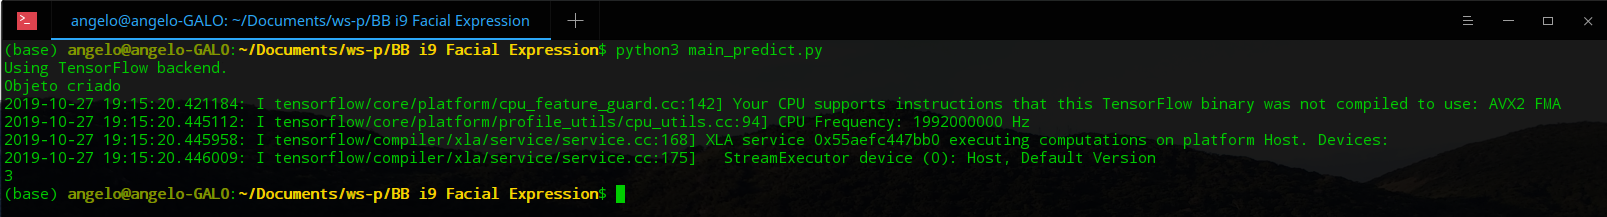 angelo@angelo-GALO: ~/Documents/ws-p/BB i9 Facial Expression
(base) angelo@angelo-GALO:~/Documents/ws-p/BB i9 Facial Expression$ python3 main_predict.py
Using TensorFlow backend.
Objeto criado
2019-10-27 19:15:20.421184: I tensorflow/core/platform/cpu_feature_guard.cc:142] Your CPU supports instructions that this TensorFlow binary was not compiled to use: AVX2 FMA
2019-10-27 19:15:20.445112: I tensorflow/core/platform/profile_utils/cpu_utils.cc:94] CPU Frequency: 1992000000 Hz
2019-10-27 19:15:20.445958: I tensorflow/compiler/xla/service/service.cc:168] XLA service 0x55aefc447bb0 executing computations on platform Host. Devices:
2019-10-27 19:15:20.446009: I tensorflow/compiler/xla/service/service.cc:175]   StreamExecutor device (0): Host, Default Version
3
(base) angelo@angelo-GALO:~/Documents/ws-p/BB i9 Facial Expression$